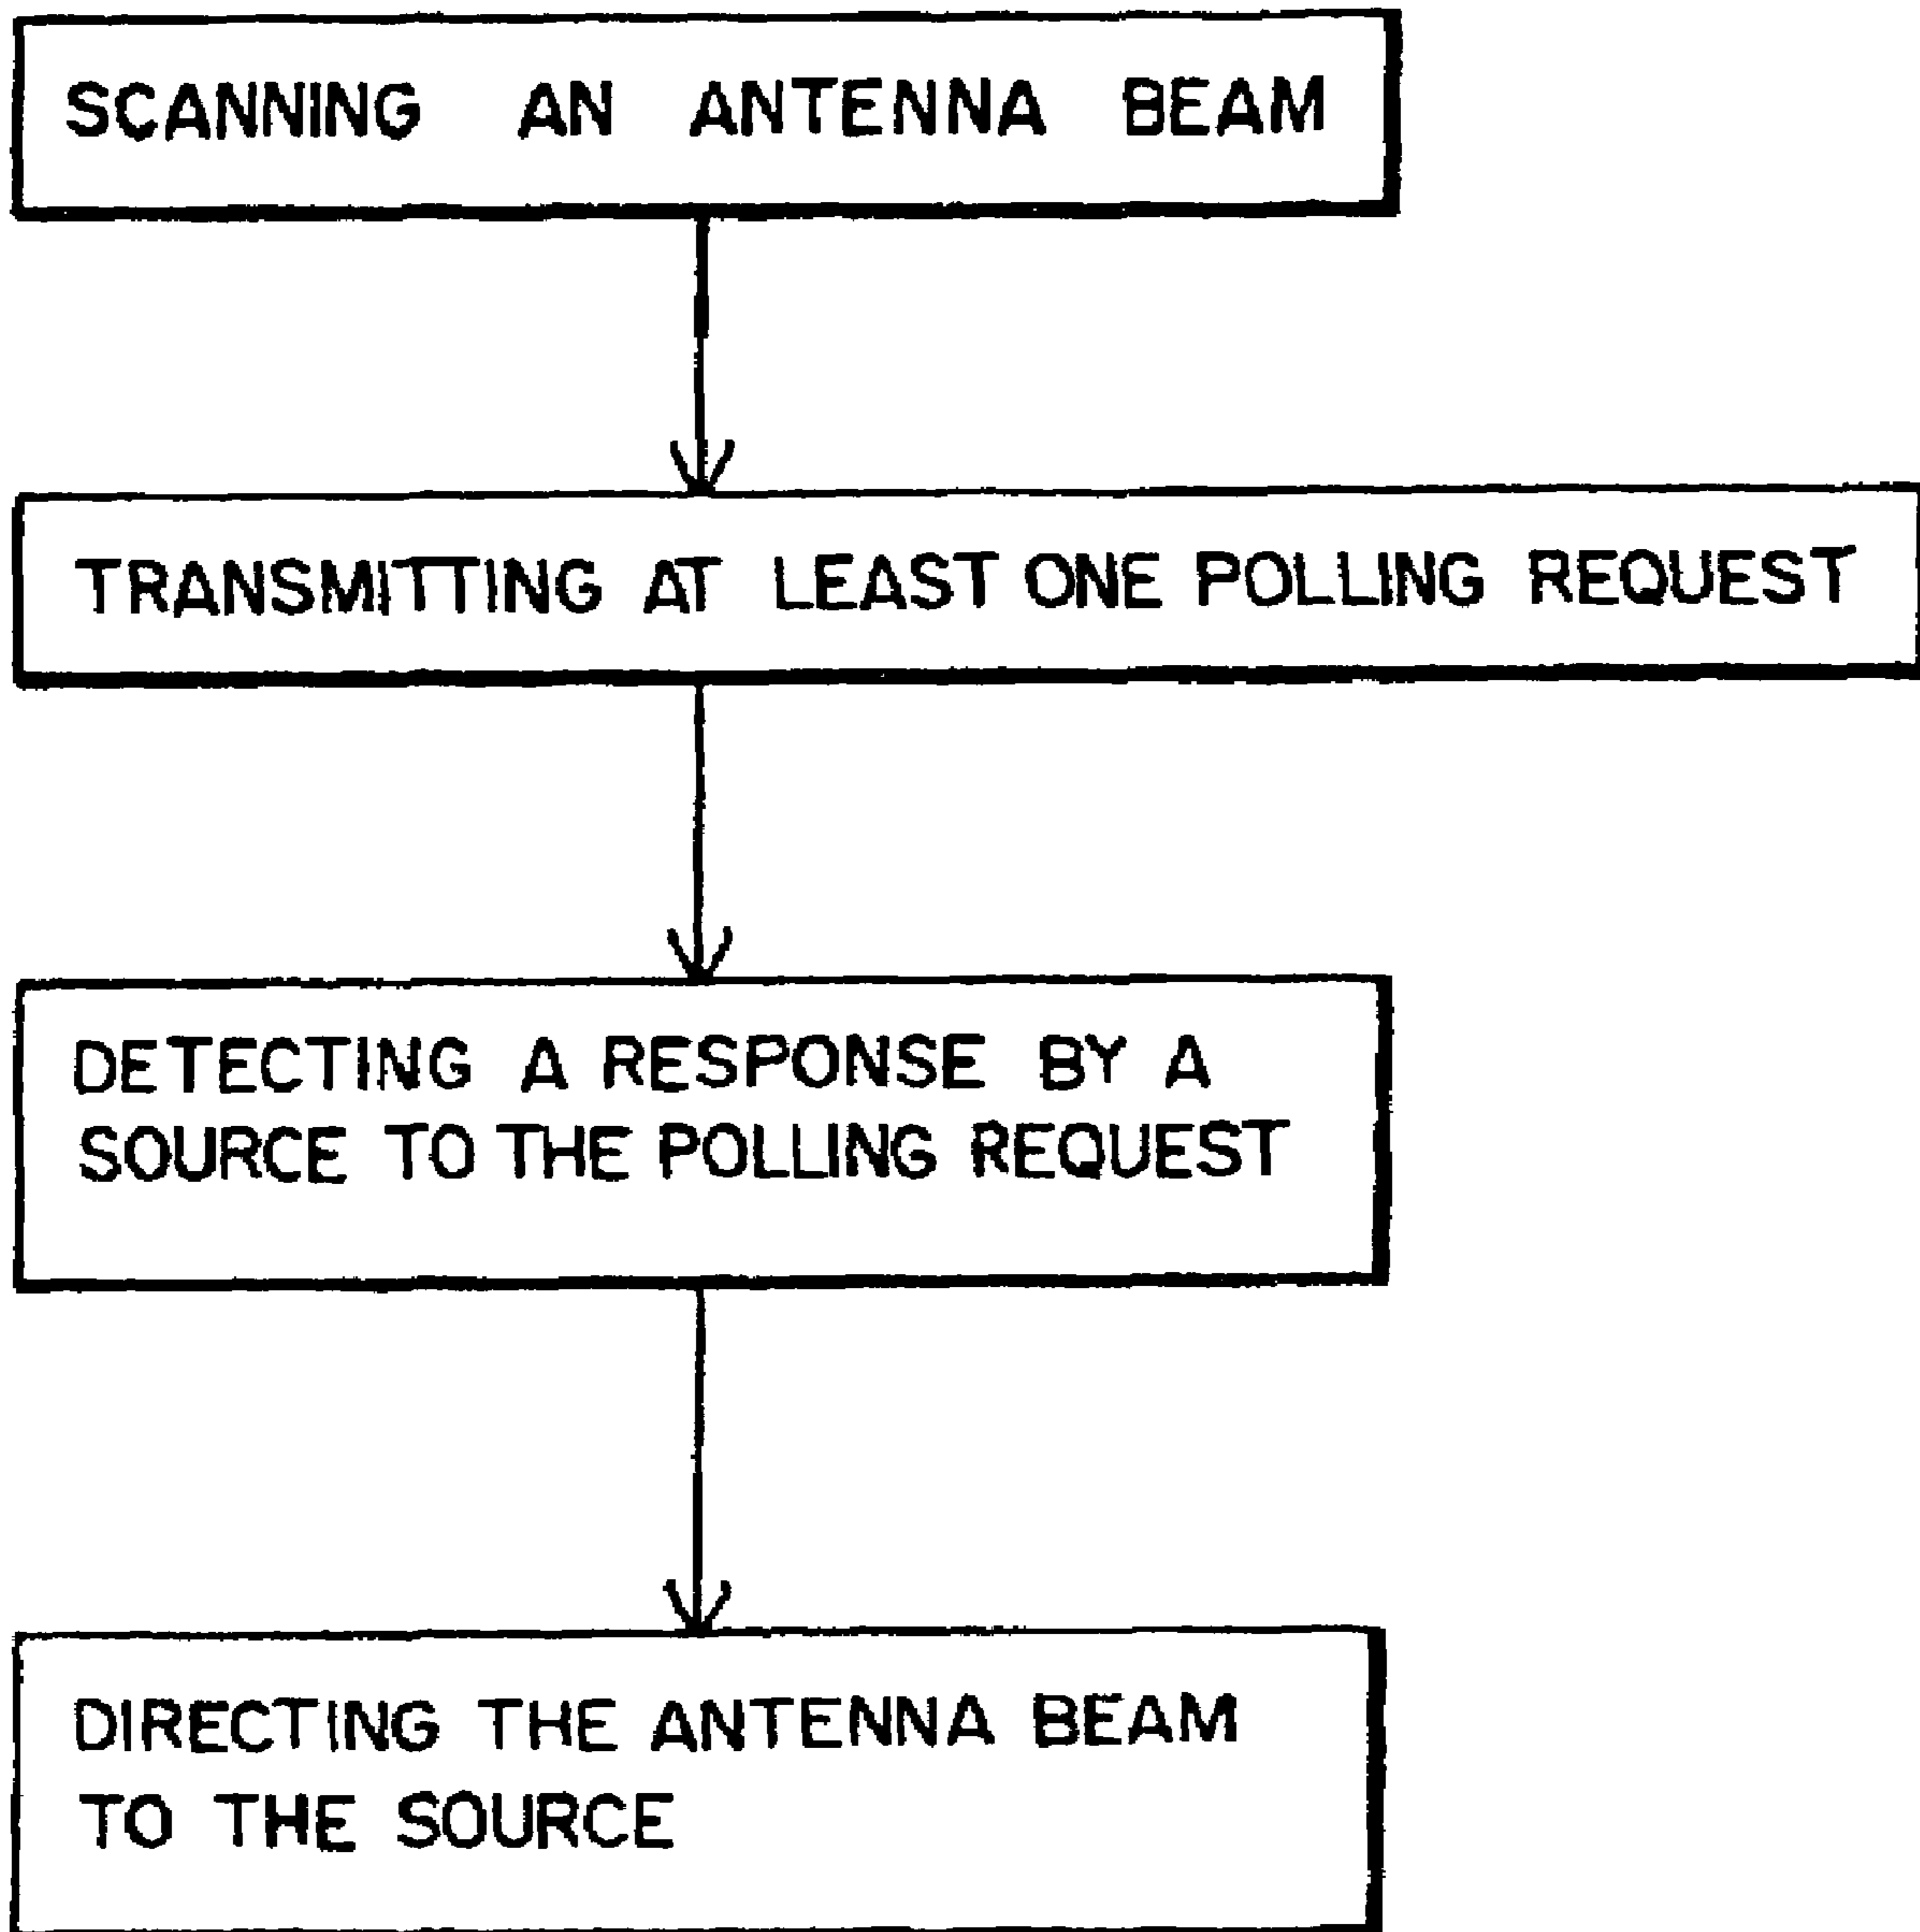 SCANNING AN ANTENNA BEAM
TRANSMITTING AT LEAST ONE POLLING REQUEST
DETECTING A RESPONSE BY A
SOURCE TO THE POLLING REQUEST
DIRECTING THE ANTENNA BEAM
TO THE SOURCE